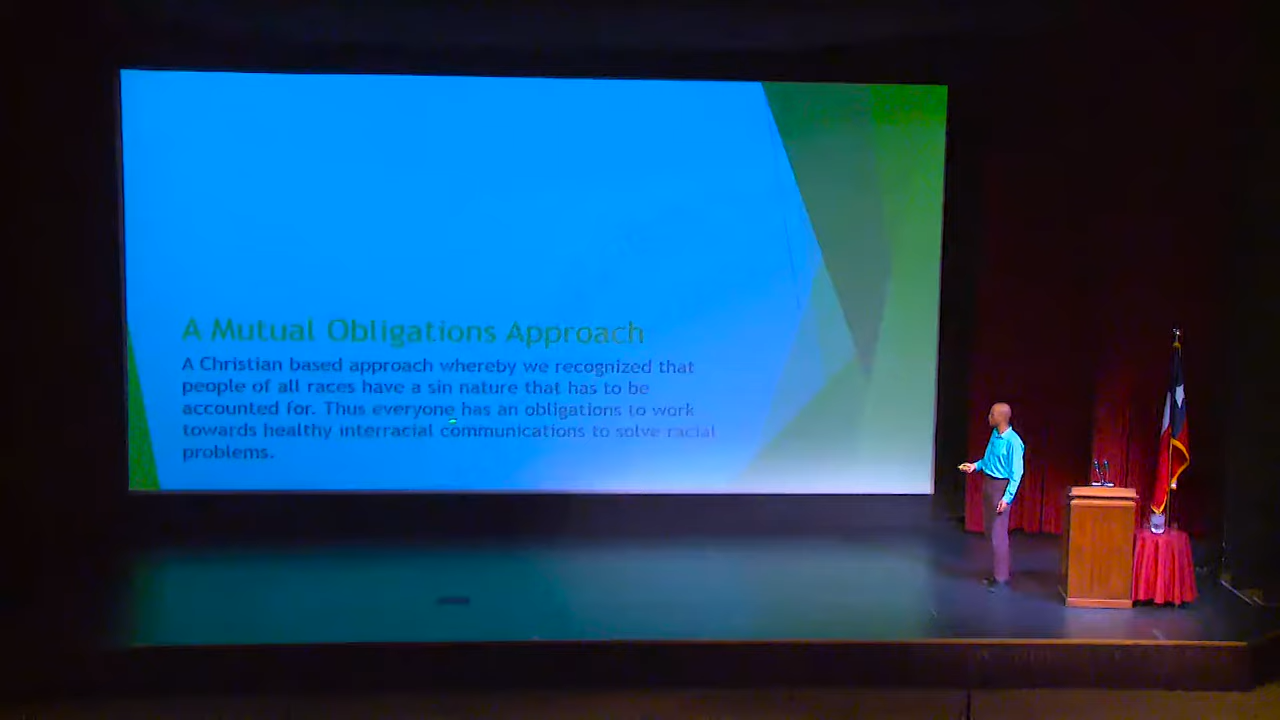 A Mutual Obligations Approach
A Christian based approach whereby we recognized that
people of all races have a sin nature that has to be
accounted for. Thus everyone has an obligations to work
towards healthy interracial communications to solve racial
problems.